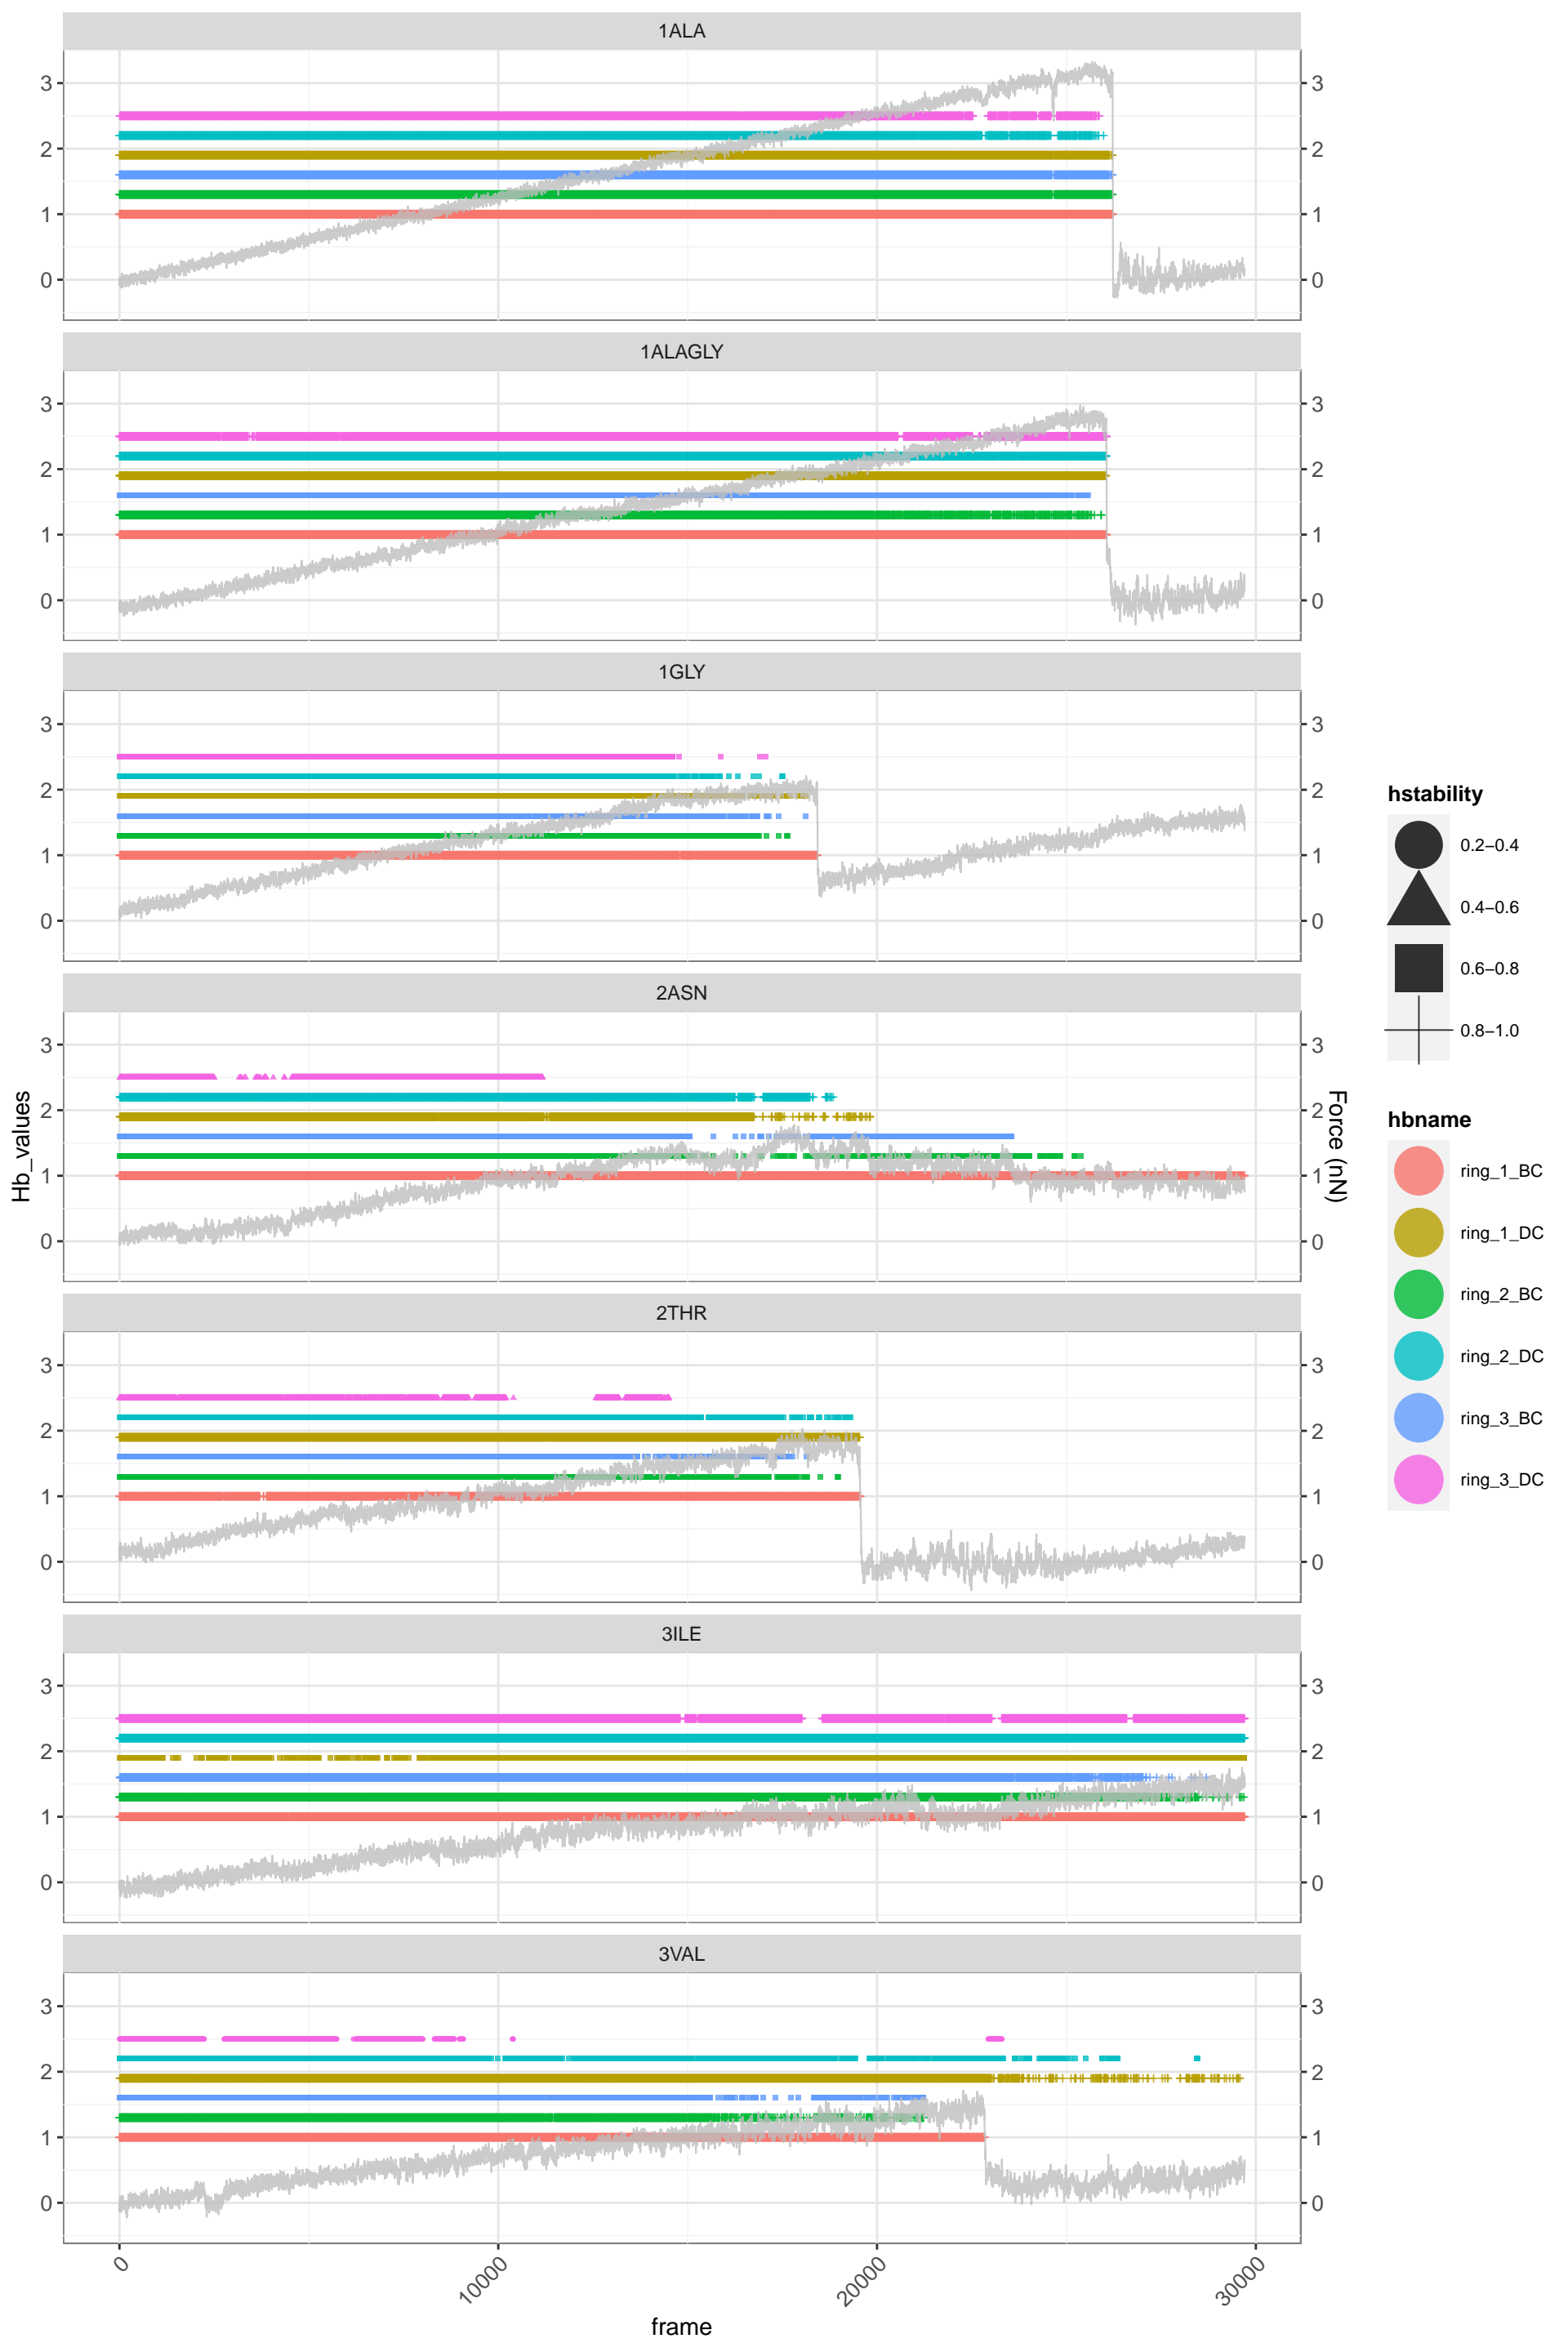 1ALA
3 3
2 2
1 1
0 0
1ALAGLY
3 3
2 2
1 1
0 0
1GLY
3 3
2 2
1 1
0 0
2ASN
3 3
2 2
1 1
0 0
2THR
3 3
2 2
1 1
0 0
3ILE
3 3
2 2
1 1
0 0
3VAL
3 3
2 2
1 1
0 0
0 10000 20000 30000
frame
Hb_values
Force (nN)
hstability
0.2–0.4
0.4–0.6
0.6–0.8
0.8–1.0
hbname
ring_1_BC
ring_1_DC
ring_2_BC
ring_2_DC
ring_3_BC
ring_3_DC